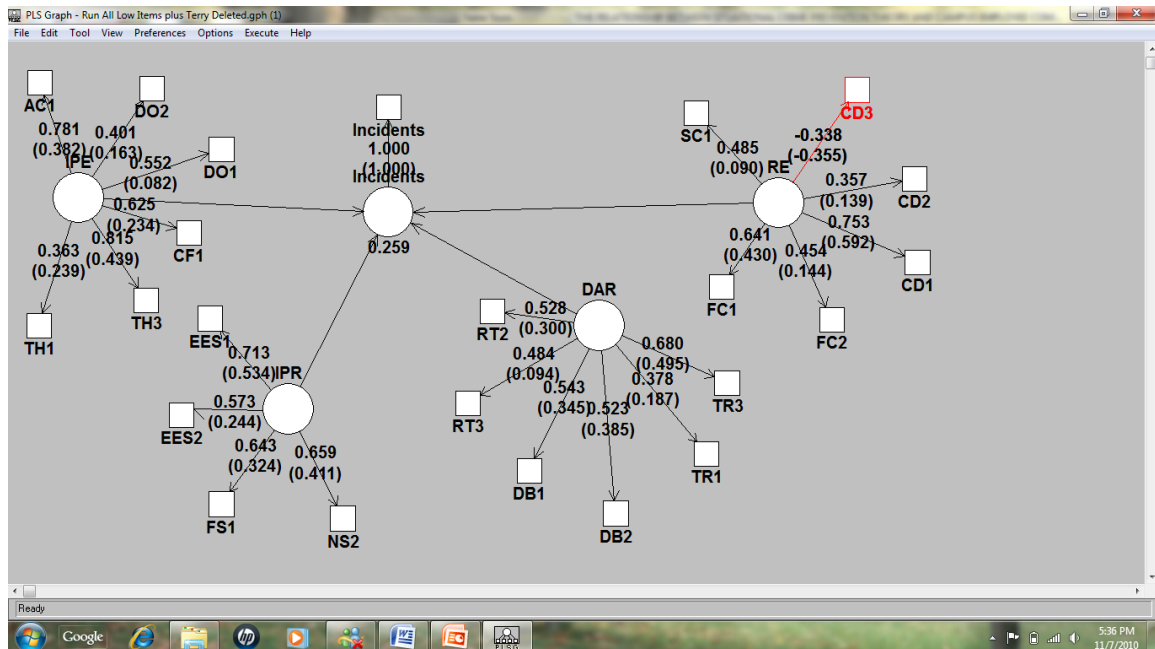 PLS Graph - Run All Low Items plus Terry Deleted.gph (1)
File Edit Tool View Preferences Options Execute Help
AC1
DO2
0.781
(0.382)
0.401
(0.163)
IPE
0.552
(0.082)
DO1
0.625
(0.234)
CF1
0.363
(0.239)
0.815
(0.439)
TH1
TH3
Incidents
1.000
(1.000)
Incidents
0.259
SC1
CD3
0.485
(0.090)
-0.338
(-0.355)
RE
0.357
(0.139)
CD2
0.753
(0.592)
CD1
0.641
(0.430)
0.454
(0.144)
FC1
FC2
DAR
RT2
0.528
(0.300)
0.484
(0.094)
RT3
0.543
(0.345)
0.523
(0.385)
0.680
(0.495)
0.378
(0.187)
TR3
TR1
DB1
DB2
EES1
0.713
(0.534)
IPR
0.573
(0.244)
EES2
0.643
(0.324)
0.659
(0.411)
FS1
NS2
Ready
Google
hp
PLSG
5:36 PM
11/7/2010